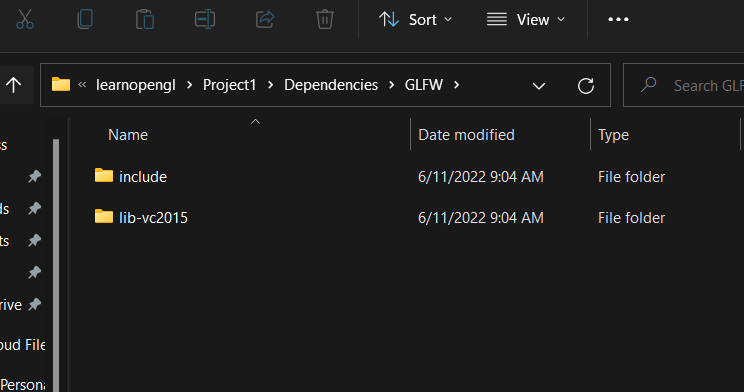 Sort View
« learnopengl Project1 Dependencies GLFW Search GLF
Name Date modified Type
ss
include 6/11/2022 9:04 AM File folder
ds
lib-vc2015 6/11/2022 9:04 AM File folder
ts
rive
oud File
Persona